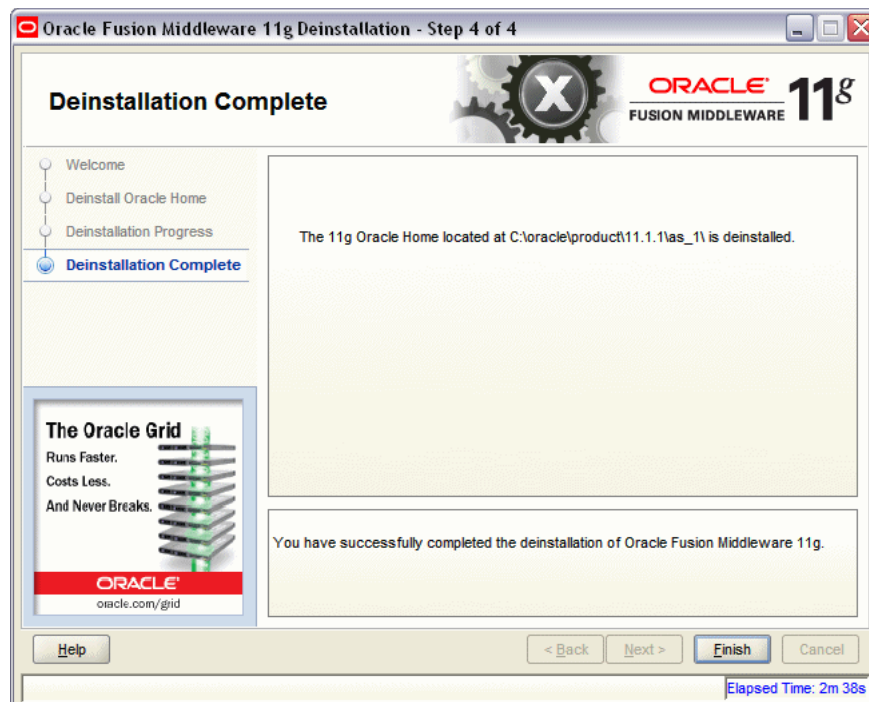 Oracle Fusion Middleware 11g Deinstallation - Step 4 of 4
Deinstallation Complete
X
ORACLE®
FUSION MIDDLEWARE
11g
Welcome
Deinstall Oracle Home
Deinstallation Progress
Deinstallation Complete
The 11g Oracle Home located at C:\oracle\product\11.1.1\as_1\ is deinstalled.
The Oracle Grid
Runs Faster.
Costs Less.
And Never Breaks.
ORACLE®
oracle.com/grid
You have successfully completed the deinstallation of Oracle Fusion Middleware 11g.
Help
< Back
Next >
Finish
Cancel
Elapsed Time: 2m 38s